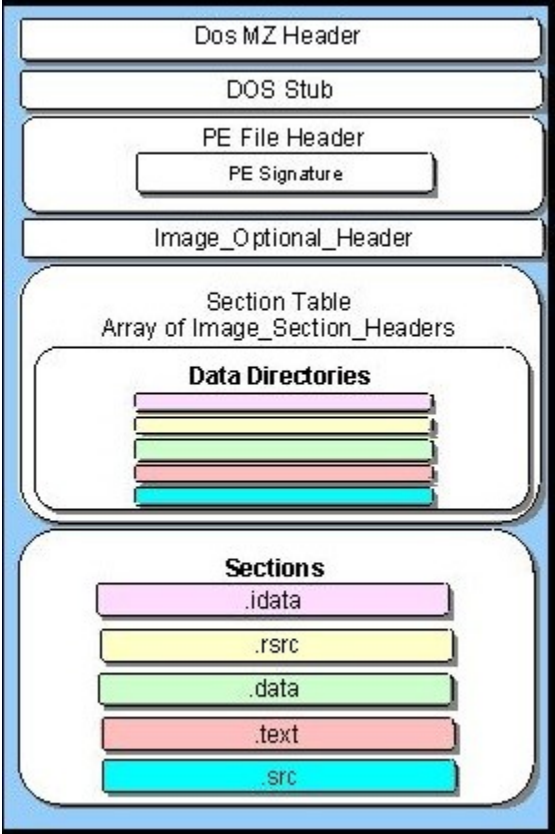 Dos MZ Header
DOS Stub
PE File Header
PE Signature
Image_Optional_Header
Section Table
Array of Image_Section_Headers
Data Directories
Sections
.idata
.rsrc
.data
.text
.src